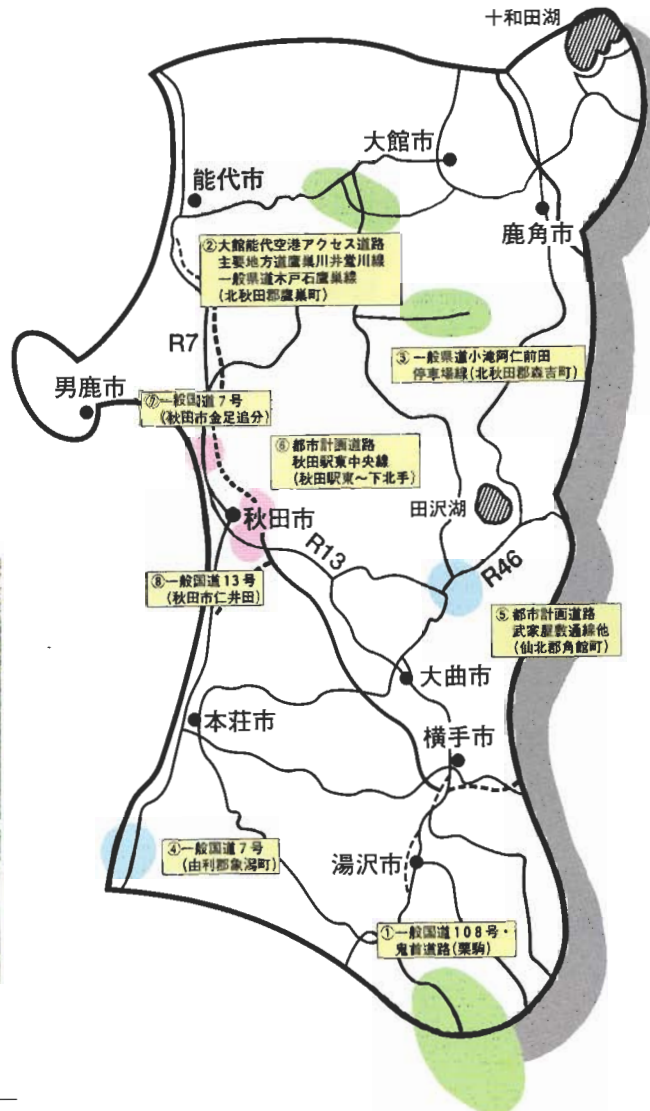 十和田湖
大館市
能代市
鹿角市
②大館能代空港アクセス道路
主要地方道鷹巣川井堂川線
一般県道木戸石鷹巣線
(北秋田郡鷹巣町)
R7
③一般県道小滝阿仁前田
停車場線(北秋田郡森吉町)
男鹿市
⑦一般国道7号
(秋田市金足追分)
⑥都市計画道路
秋田駅東中央線
(秋田駅東〜下北手)
田沢湖
秋田市
R13
R46
⑧一般国道13号
(秋田市仁井田)
⑤都市計画道路
武家屋敷通線他
(仙北郡角館町)
大曲市
本荘市
横手市
④一般国道7号
(由利郡象潟町)
湯沢市
①一般国道108号・
鬼首道路(栗駒)